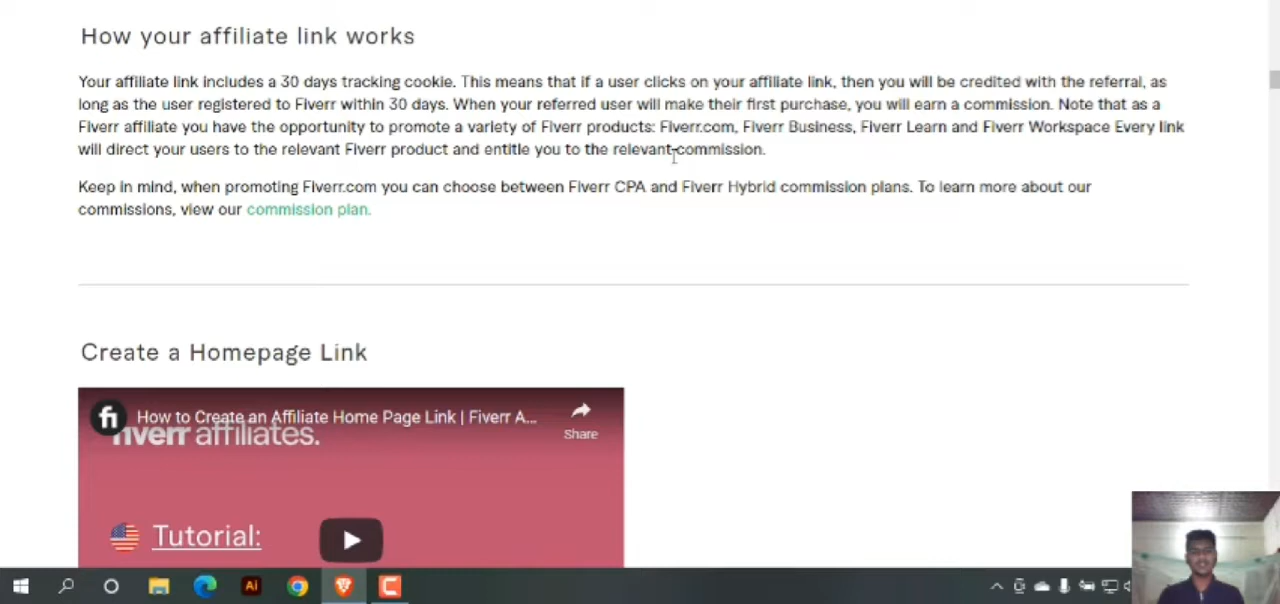 How your affiliate link works
Your affiliate link includes a 30 days tracking cookie. This means that if a user clicks on your affiliate link, then you will be credited with the referral, as
long as the user registered to Fiverr within 30 days. When your referred user will make their first purchase, you will earn a commission. Note that as a
Fiverr affiliate you have the opportunity to promote a variety of Fiverr products: Fiverr.com, Fiverr Business, Fiverr Learn and Fiverr Workspace Every link
will direct your users to the relevant Fiverr product and entitle you to the relevant commission.
Keep in mind, when promoting Fiverr.com you can choose between Fiverr CPA and Fiverr Hybrid commission plans. To learn more about our
commissions, view our commission plan.
Create a Homepage Link
fi
How to Create an Affiliate Home Page Link | Fiverr A...
Share
fiverr affiliates.
Tutorial:
Ai